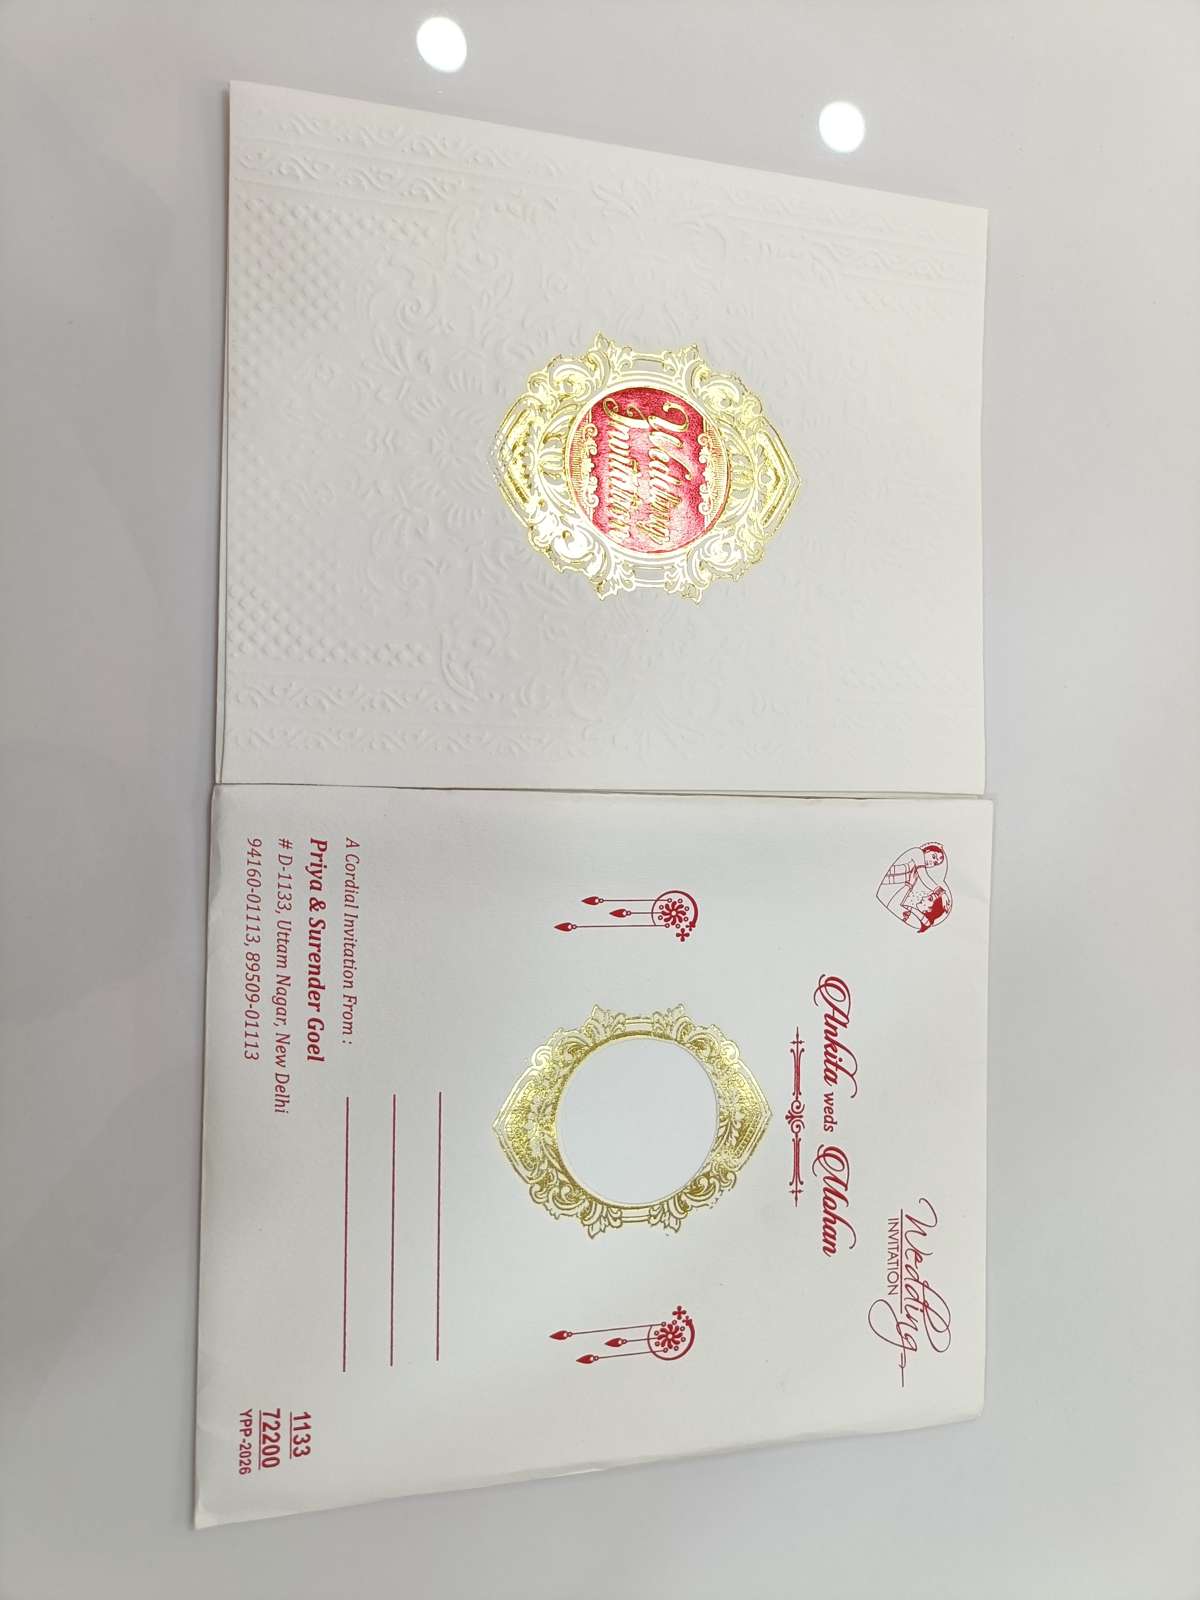 Wedding
Invitation
Wedding
INVITATION
Ankita weds Mohan
A Cordial Invitation From :
Priya & Surender Goel
# D-1133, Uttam Nagar, New Delhi
94160-01113, 89509-01113
1133
72200
YPP-2026